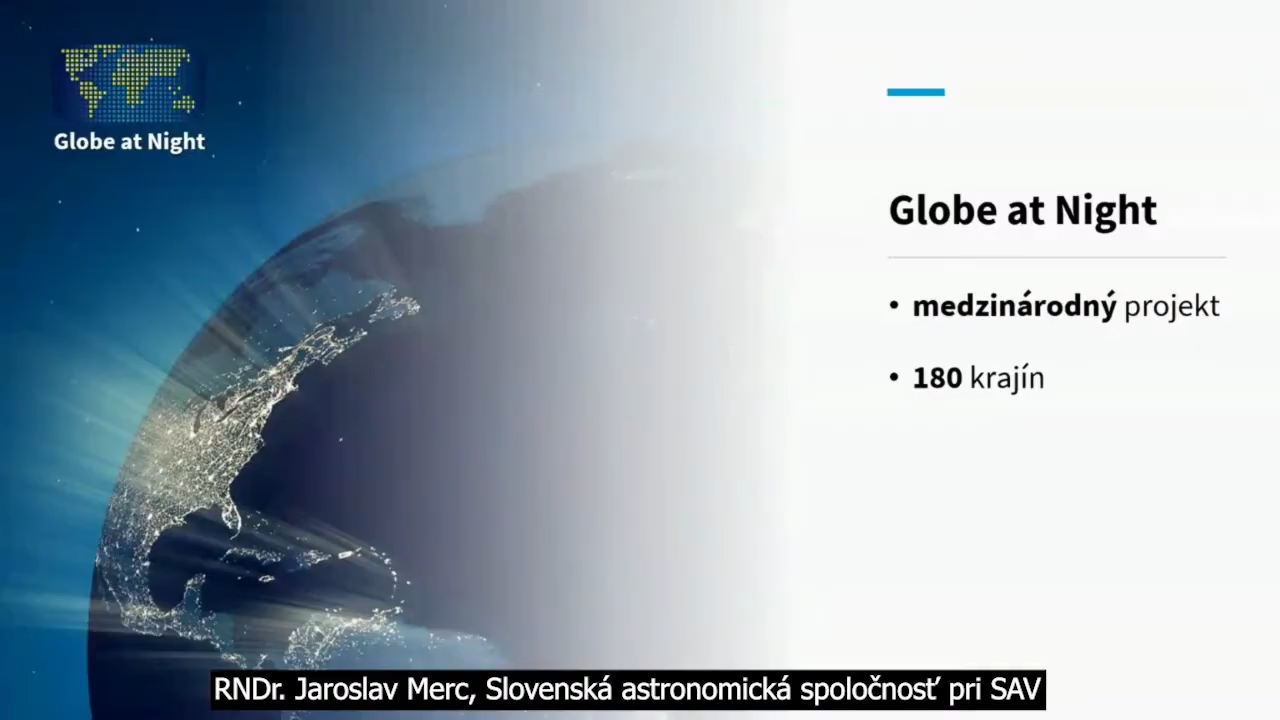 Globe at Night
Globe at Night
• medzinárodný projekt
• 180 krajín
RNDr. Jaroslav Merc, Slovenská astronomická spoločnosť pri SAV